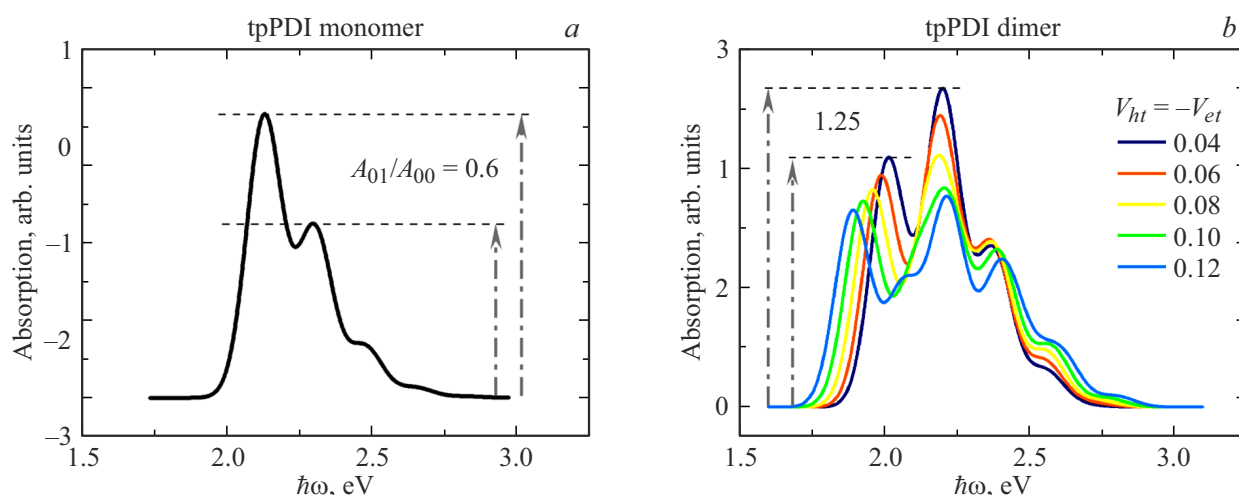 tpPDI monomer
a
1
0
–1
–2
–3
Absorption, arb. units
A01/A00 = 0.6
1.5
2.0
2.5
3.0
ℏω, eV
tpPDI dimer
b
3
1
2
0
Absorption, arb. units
1.25
Vht = –Vet
0.04
0.06
0.08
0.10
0.12
1.5
2.0
2.5
3.0
ℏω, eV